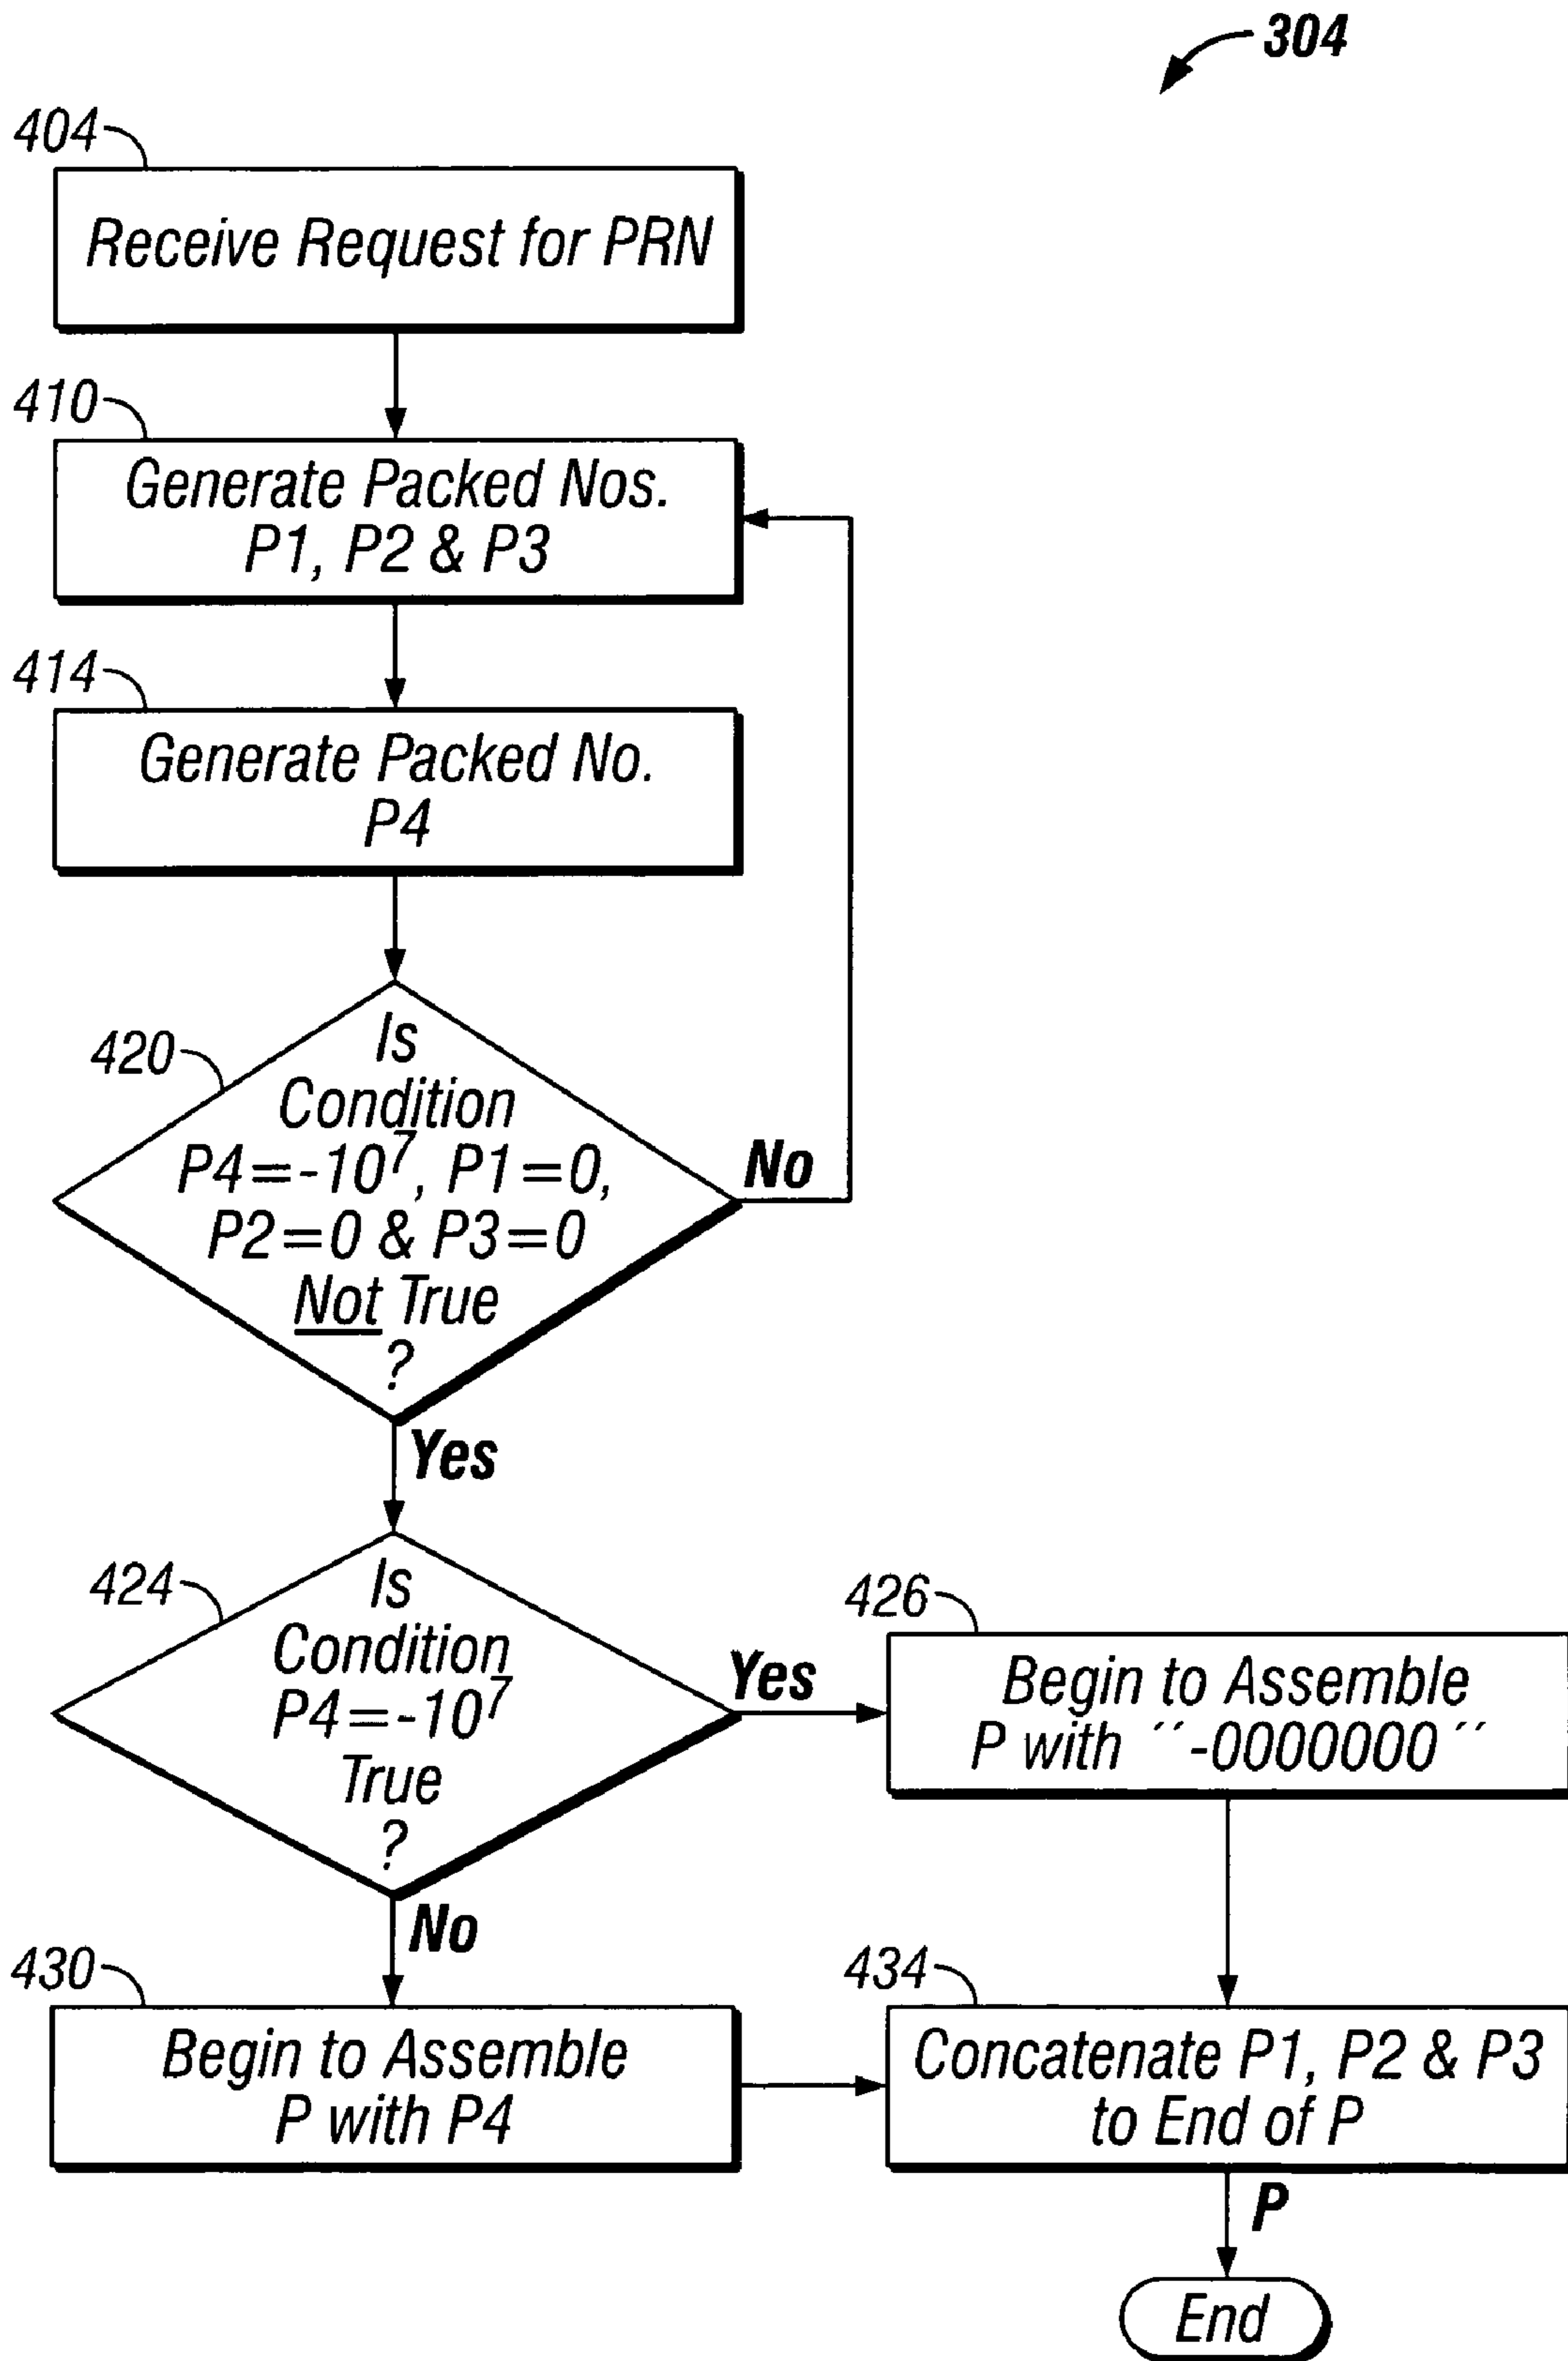 304
404
Receive Request for PRN
410
Generate Packed Nos.
P1, P2 & P3
414
Generate Packed No.
P4
420
Is
Condition
P4=-10⁷, P1=0,
P2=0 & P3=0
Not True
?
No
Yes
424
Is
Condition
P4=-10⁷
True
?
Yes
No
426
Begin to Assemble
P with ´´-0000000´´
430
Begin to Assemble
P with P4
434
Concatenate P1, P2 & P3
to End of P
P
End